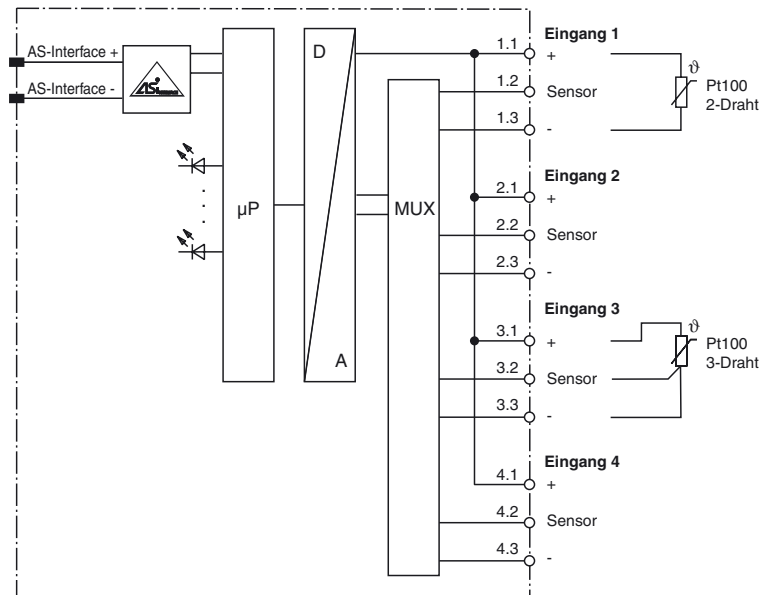 AS-Interface +
AS-Interface -
ASi
µP
D
A
MUX
Eingang 1
1.1
+
1.2
Sensor
1.3
-
ϑ
Pt100
2-Draht
Eingang 2
2.1
+
2.2
Sensor
2.3
-
Eingang 3
3.1
+
3.2
Sensor
3.3
-
ϑ
Pt100
3-Draht
Eingang 4
4.1
+
4.2
Sensor
4.3
-